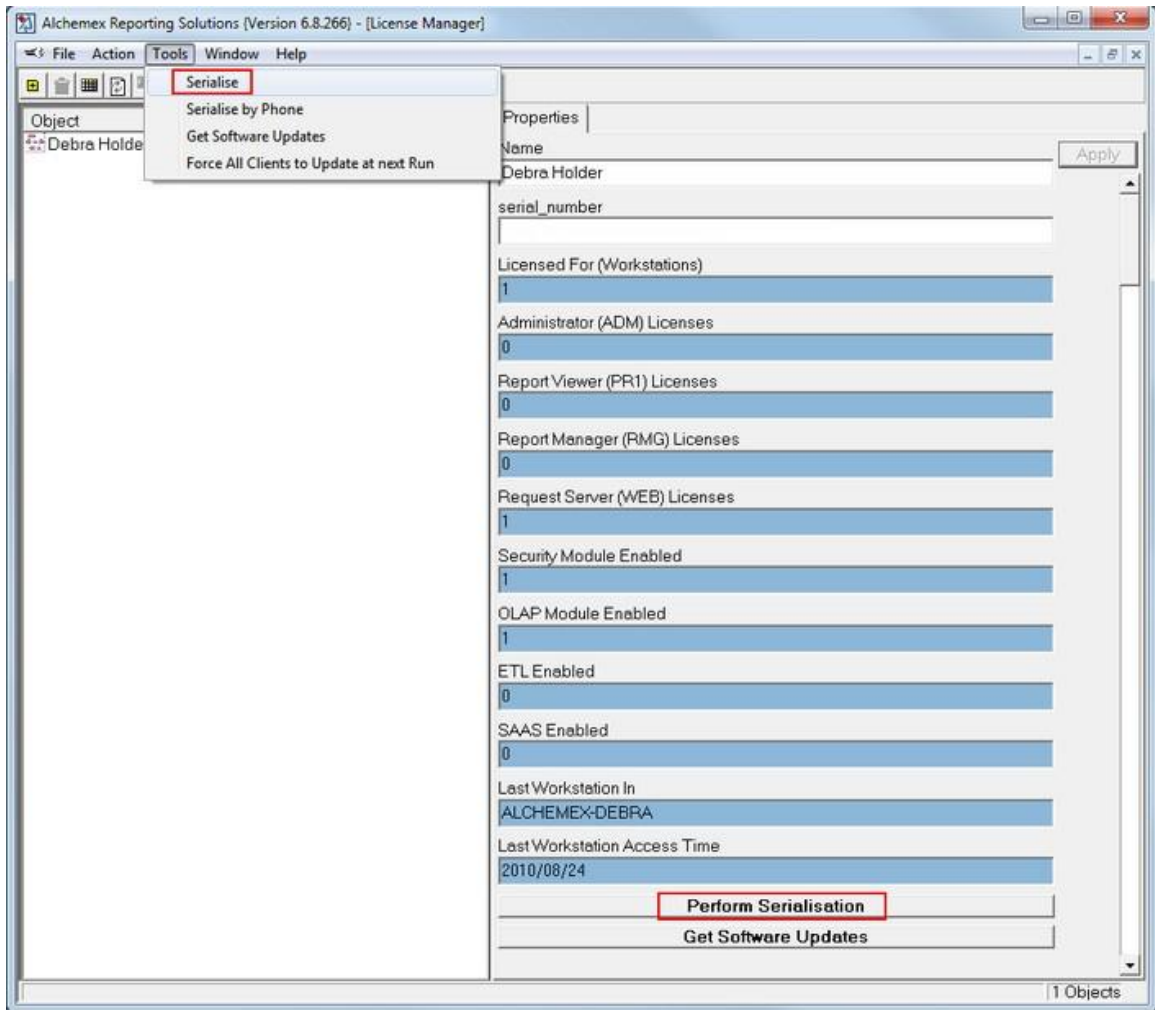 Alchemex Reporting Solutions {Version 6.8.266} - [License Manager]
File Action Tools Window Help
Serialise
Serialise by Phone
Get Software Updates
Force All Clients to Update at next Run
Object
Debra Holde
Properties
Name
Apply
Debra Holder
serial_number
Licensed For (Workstations)
1
Administrator (ADM) Licenses
0
Report Viewer (PR1) Licenses
0
Report Manager (RMG) Licenses
0
Request Server (WEB) Licenses
1
Security Module Enabled
1
OLAP Module Enabled
1
ETL Enabled
0
SAAS Enabled
0
Last Workstation In
ALCHEMEX-DEBRA
Last Workstation Access Time
2010/08/24
Perform Serialisation
Get Software Updates
1 Objects